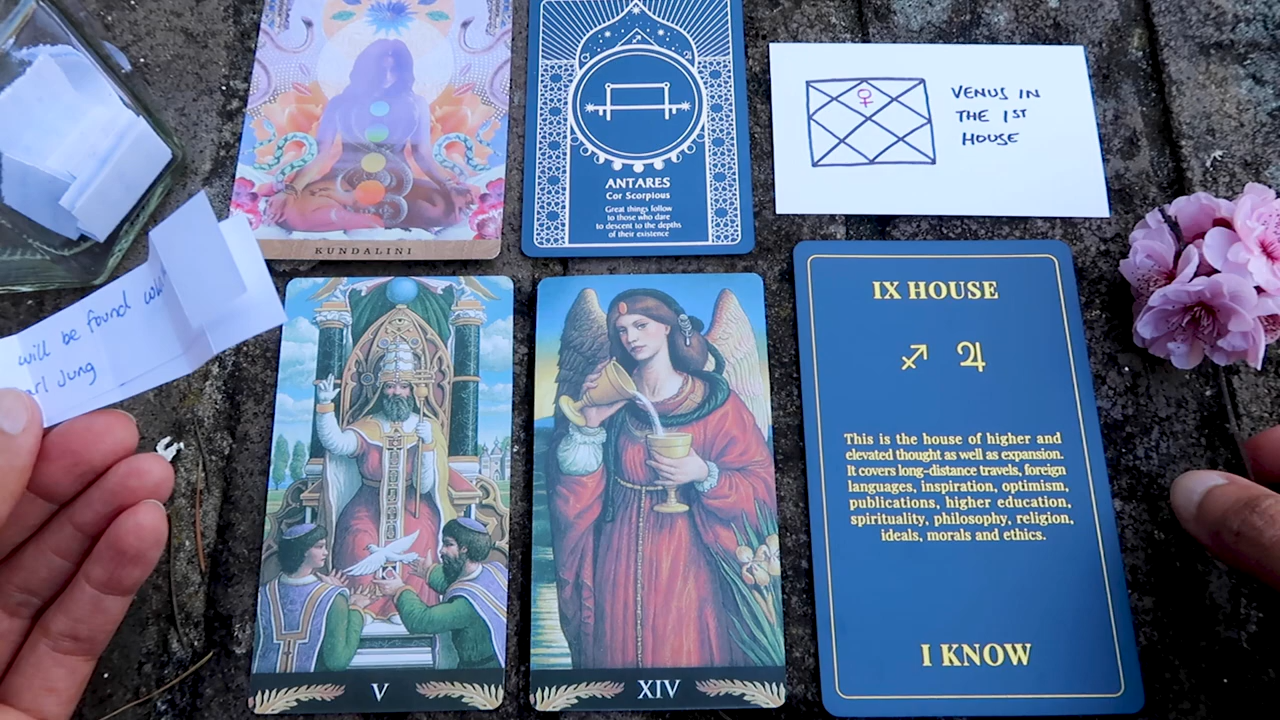 KUNDALINI
ANTARES
Cor Scorpious
Great things follow
to those who dare
to descent to the depths
of their existence
VENUS IN
THE 1ST
HOUSE
will be found
Jung
V
XIV
IX HOUSE
♐ ♃
This is the house of higher and
elevated thought as well as expansion.
It covers long-distance travels, foreign
languages, inspiration, optimism,
publications, higher education,
spirituality, philosophy, religion,
ideals, morals and ethics.
I KNOW